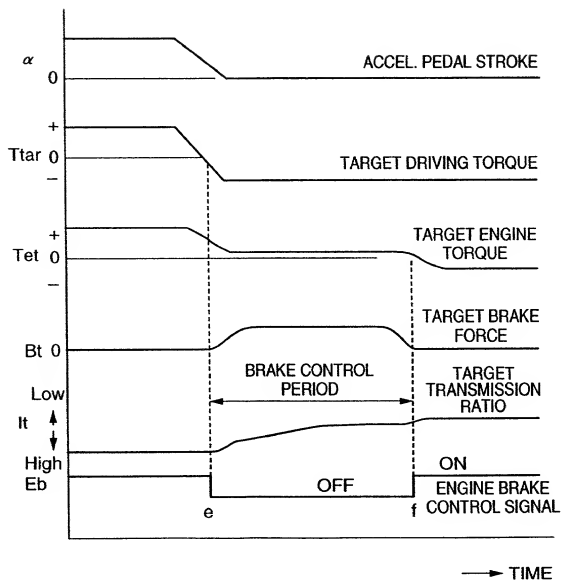 α
0
ACCEL. PEDAL STROKE
+
Ttar 0
−
TARGET DRIVING TORQUE
+
Tet 0
−
TARGET ENGINE
TORQUE
Bt 0
TARGET BRAKE
FORCE
BRAKE CONTROL
PERIOD
Low
It
High
TARGET
TRANSMISSION
RATIO
Eb
OFF
ON
ENGINE BRAKE
CONTROL SIGNAL
e
f
TIME